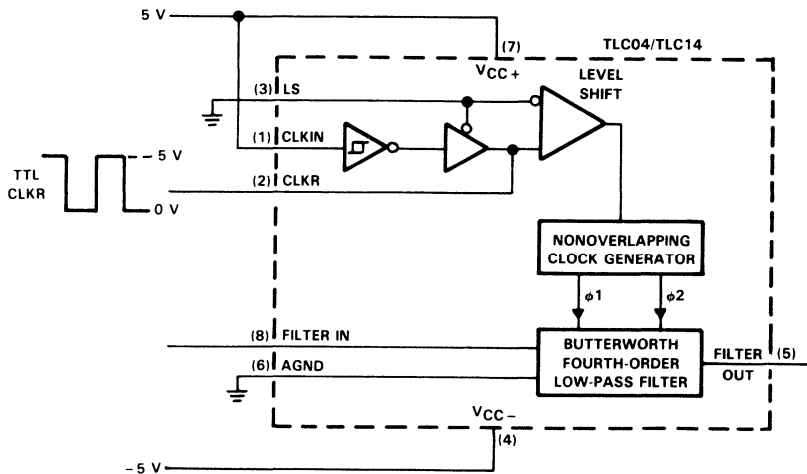 5 V
(7)
TLC04/TLC14
VCC+
LEVEL
SHIFT
(3) LS
(1) CLKIN
(2) CLKR
TTL
CLKR
5 V
0 V
NONOVERLAPPING
CLOCK GENERATOR
φ1
φ2
(8) FILTER IN
(6) AGND
BUTTERWORTH
FOURTH-ORDER
LOW-PASS FILTER
FILTER (5)
OUT
VCC−
(4)
−5 V